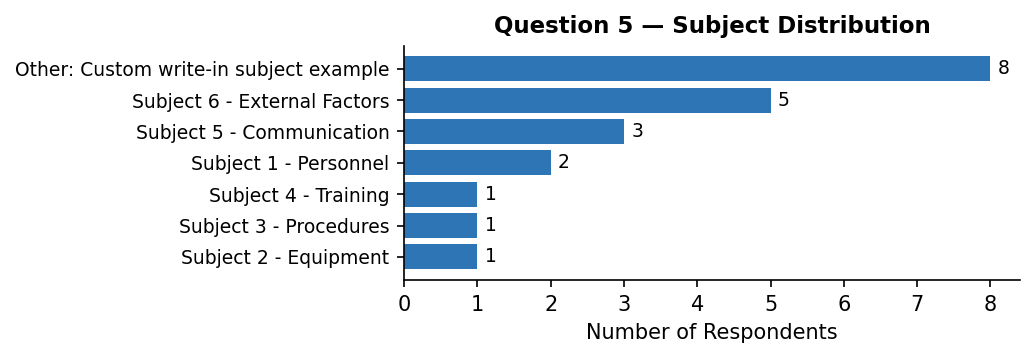 Question 5 — Subject Distribution
Other: Custom write-in subject example 8
Subject 6 - External Factors 5
Subject 5 - Communication 3
Subject 1 - Personnel 2
Subject 4 - Training 1
Subject 3 - Procedures 1
Subject 2 - Equipment 1
0 1 2 3 4 5 6 7 8
Number of Respondents